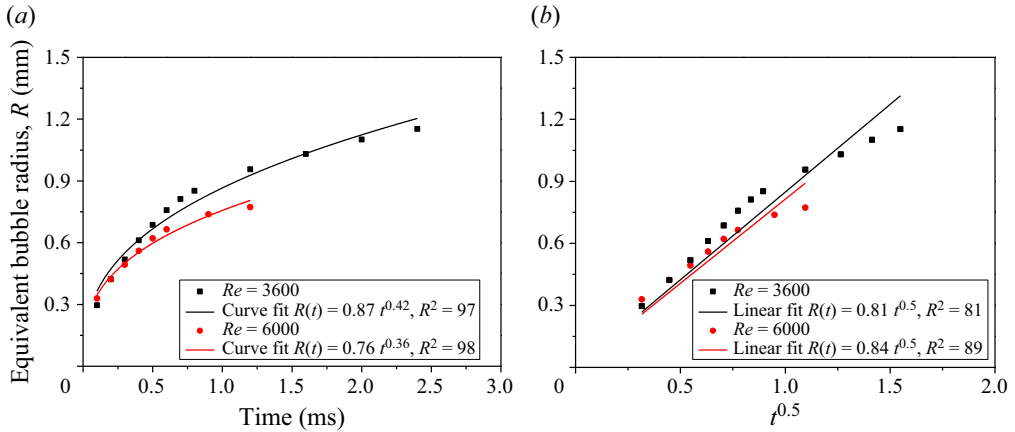 (a)
Equivalent bubble radius, R (mm)
1.5
1.2
0.9
0.6
0.3
0
0.5
1.0
1.5
2.0
2.5
3.0
Time (ms)
Re = 3600
Curve fit R(t) = 0.87 t^0.42, R^2 = 97
Re = 6000
Curve fit R(t) = 0.76 t^0.36, R^2 = 98
(b)
1.5
1.2
0.9
0.6
0.3
0
0.5
1.0
1.5
2.0
t^0.5
Re = 3600
Linear fit R(t) = 0.81 t^0.5, R^2 = 81
Re = 6000
Linear fit R(t) = 0.84 t^0.5, R^2 = 89